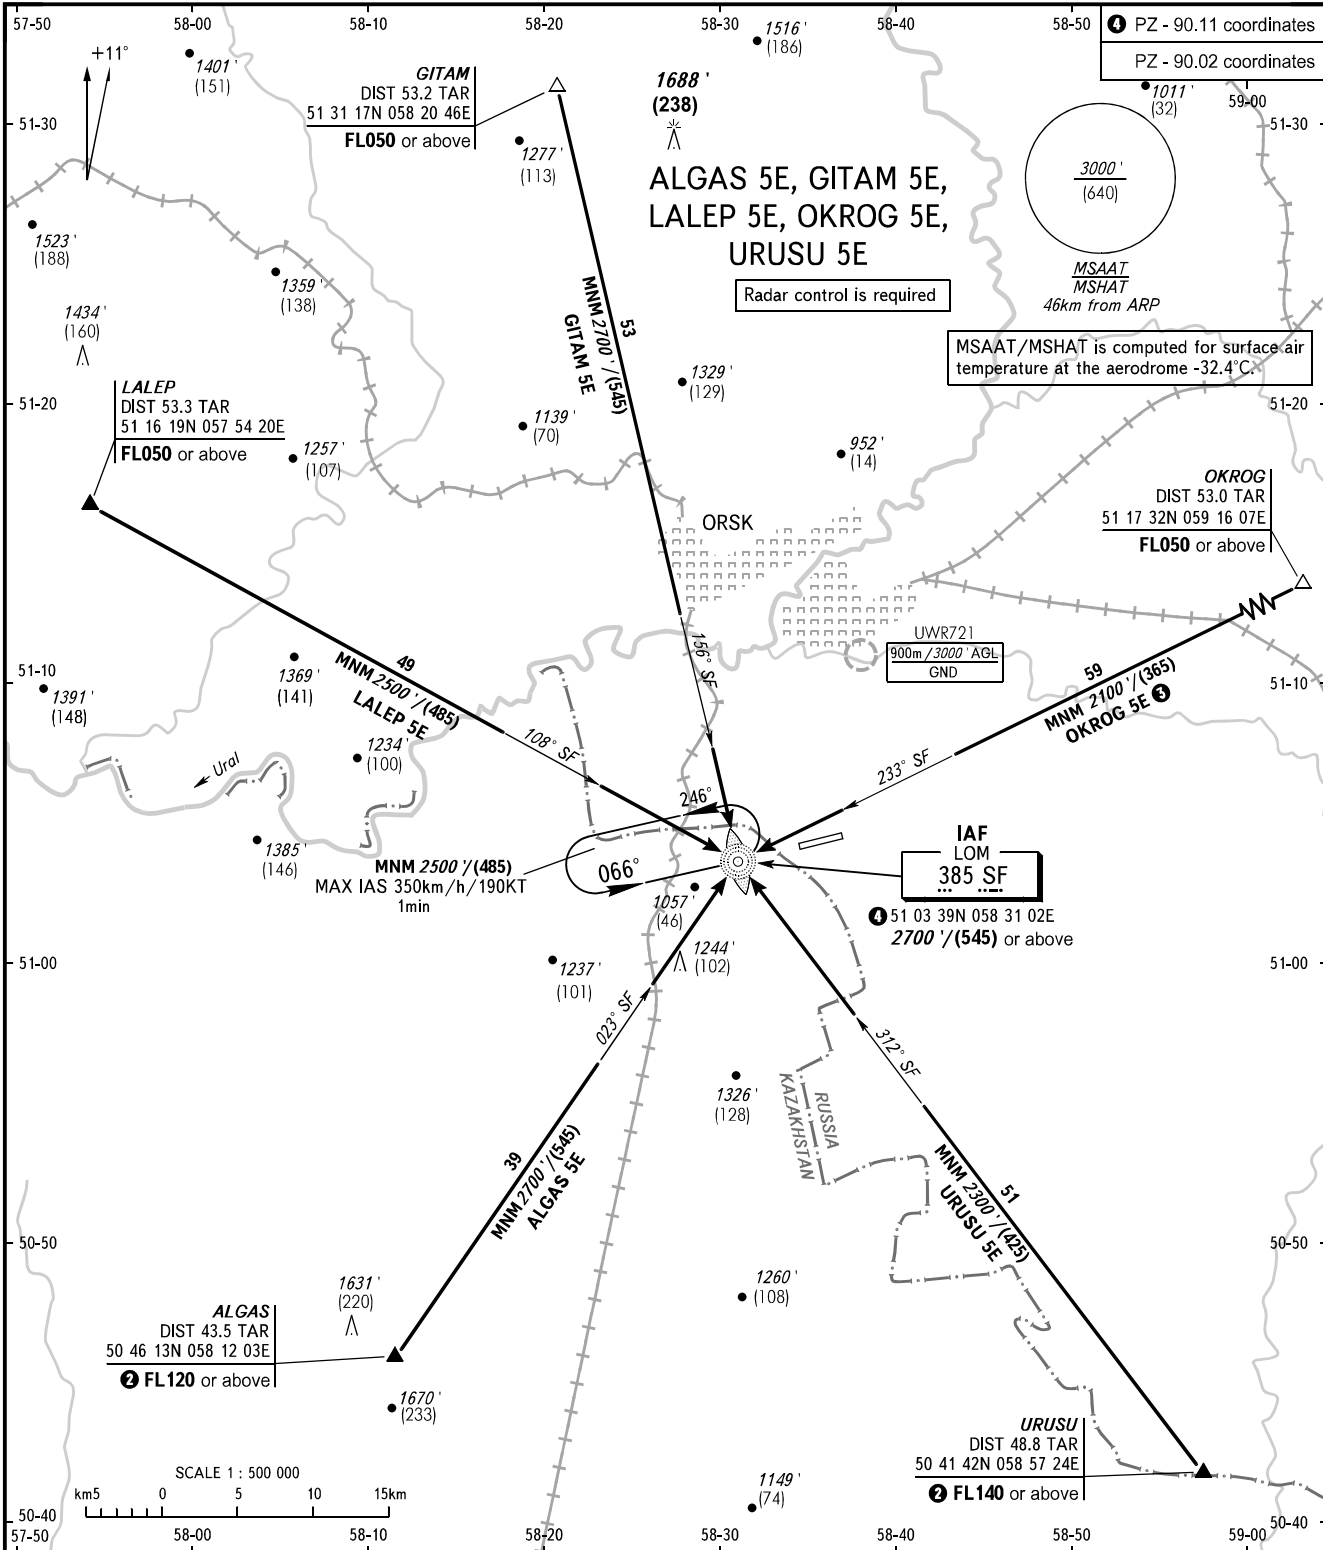 57-50
58-00
58-10
58-20
58-30
58-40
58-50
❹ PZ - 90.11 coordinates
PZ - 90.02 coordinates
+11°
1401'
(151)
GITAM
DIST 53.2 TAR
51 31 17N 058 20 46E
FL050 or above
1516'
(186)
1688'
(238)
1011'
(32)
59-00
51-30
51-30
1277'
(113)
ALGAS 5E, GITAM 5E,
LALEP 5E, OKROG 5E,
URUSU 5E
Radar control is required
3000'
(640)
MSAAT
MSHAT
46km from ARP
MSAAT/MSHAT is computed for surface air
temperature at the aerodrome -32.4°C.
1523'
(188)
1359'
(138)
1434'
(160)
53
MNM 2700'/(545)
GITAM 5E
1329'
(129)
LALEP
DIST 53.3 TAR
51 16 19N 057 54 20E
FL050 or above
51-20
51-20
1139'
(70)
1257'
(107)
952'
(14)
OKROG
DIST 53.0 TAR
51 17 32N 059 16 07E
FL050 or above
ORSK
156° SF
UWR721
900m/3000' AGL
GND
49
MNM 2500'/(485)
LALEP 5E
59
MNM 2100'/(365)
OKROG 5E ❸
51-10
51-10
1369'
(141)
1391'
(148)
1234'
(100)
Ural
108° SF
233° SF
246°
066°
1385'
(146)
MNM 2500'/(485)
MAX IAS 350km/h/190KT
1min
IAF
LOM
385 SF
❹ 51 03 39N 058 31 02E
2700'/(545) or above
1057'
(46)
1244'
(102)
1237'
(101)
51-00
51-00
023° SF
312° SF
1326'
(128)
RUSSIA
KAZAKHSTAN
39
MNM 2700'/(545)
ALGAS 5E
51
MNM 2300'/(425)
URUSU 5E
50-50
50-50
1631'
(220)
1260'
(108)
ALGAS
DIST 43.5 TAR
50 46 13N 058 12 03E
❷ FL120 or above
1670'
(233)
URUSU
DIST 48.8 TAR
50 41 42N 058 57 24E
❷ FL140 or above
1149'
(74)
SCALE 1 : 500 000
km5 0 5 10 15km
50-40
50-40
57-50
58-00
58-10
58-20
58-30
58-40
58-50
59-00